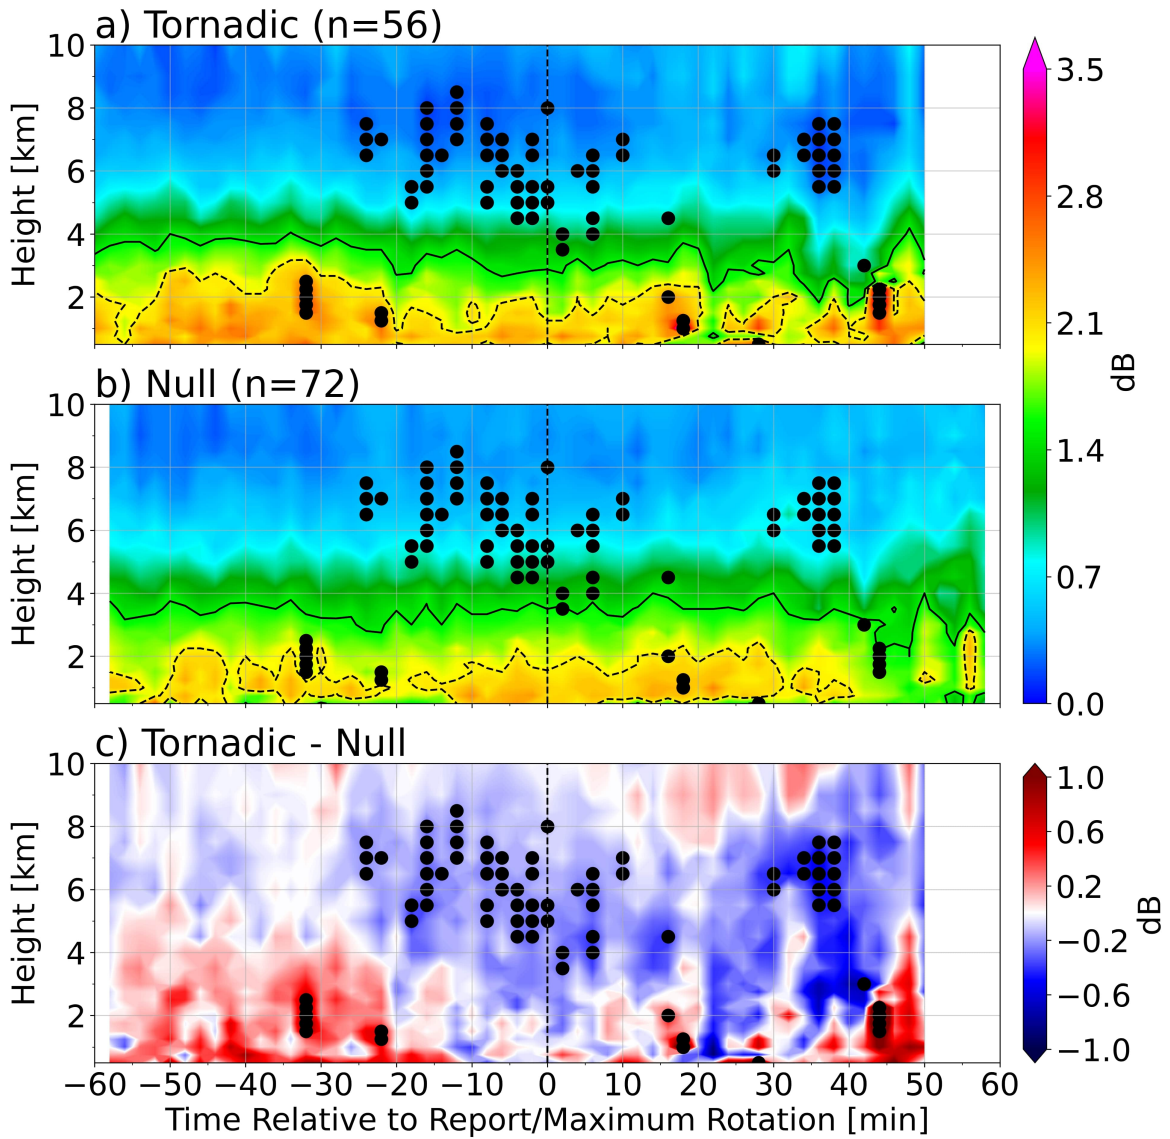 a) Tornadic (n=56)
10
8
6
4
2
Height [km]
b) Null (n=72)
10
8
6
4
2
Height [km]
3.5
2.8
2.1
1.4
0.7
0.0
dB
c) Tornadic - Null
10
8
6
4
2
Height [km]
1.0
0.6
0.2
−0.2
−0.6
−1.0
dB
−60 −50 −40 −30 −20 −10 0 10 20 30 40 50 60
Time Relative to Report/Maximum Rotation [min]